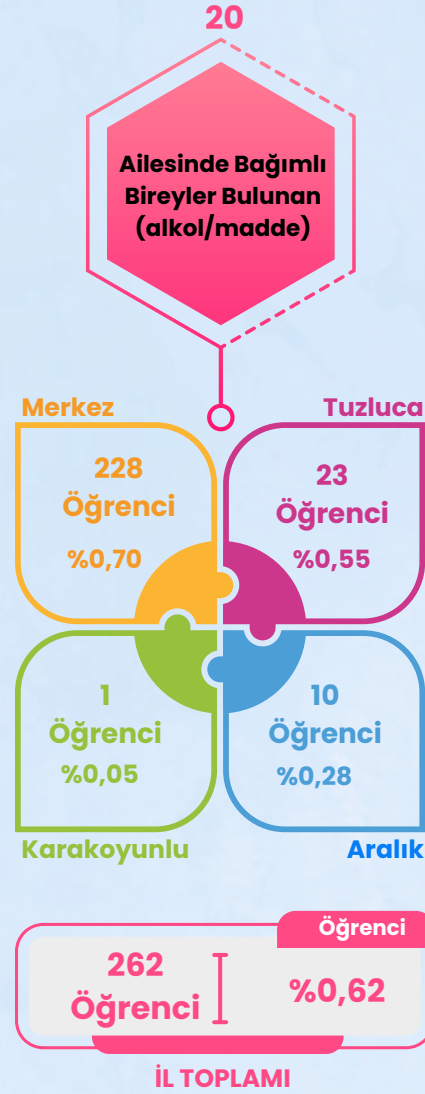 20
Ailesinde Bağımlı
Bireyler Bulunan
(alkol/madde)
Merkez
228
Öğrenci
%0,70
Tuzluca
23
Öğrenci
%0,55
1
Öğrenci
%0,05
Karakoyunlu
10
Öğrenci
%0,28
Aralık
Öğrenci
262
Öğrenci
%0,62
İL TOPLAMI